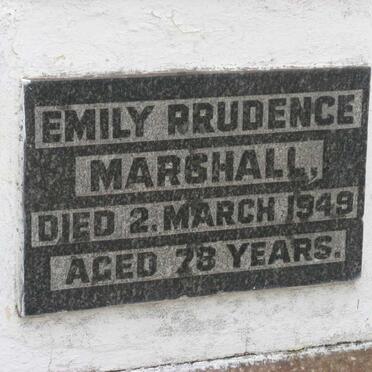 EMILY PRUDENCE
MARSHALL,
DIED 2. MARCH 1949
AGED 78 YEARS.